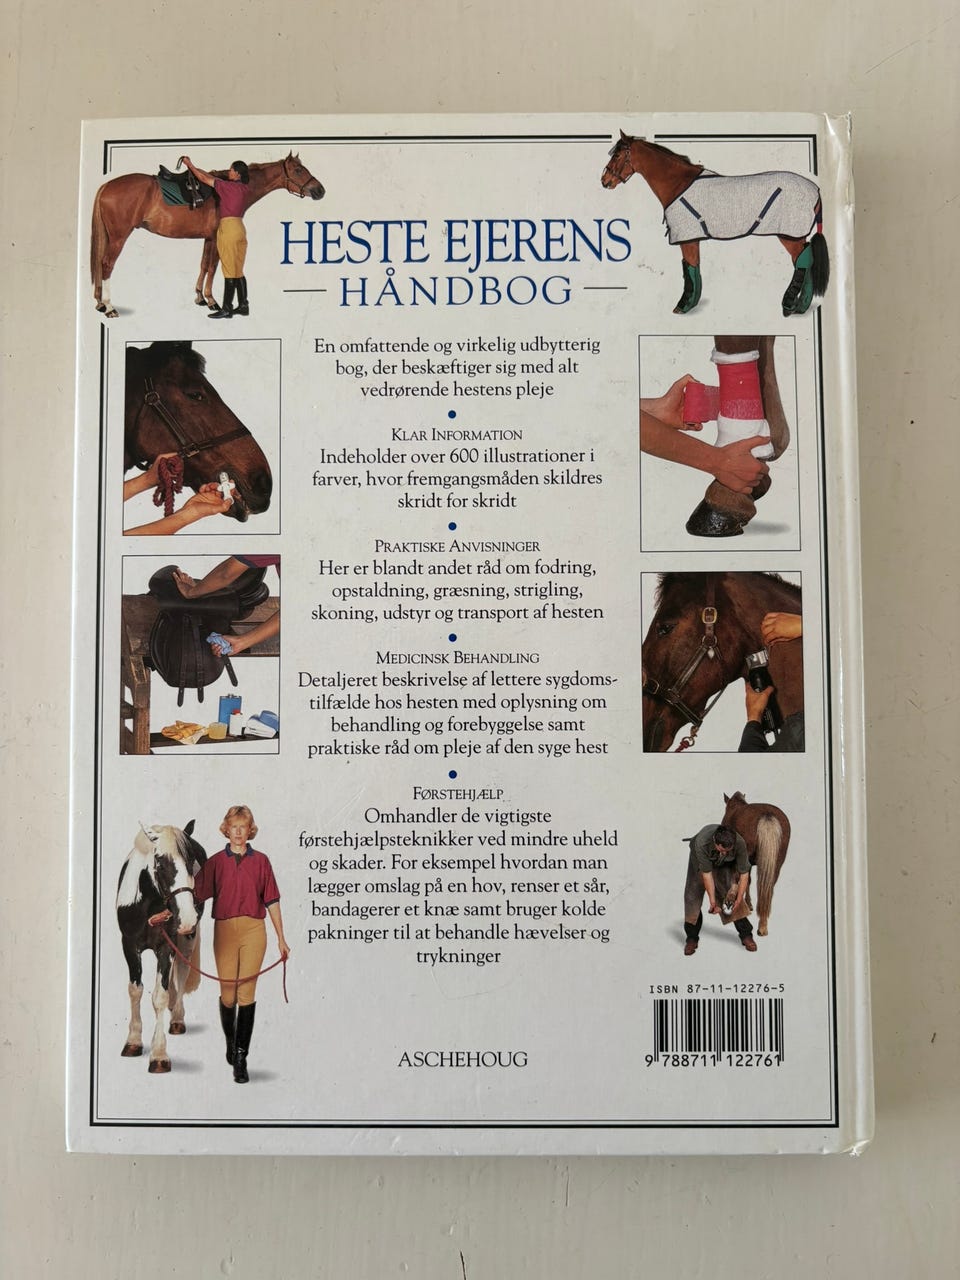 HESTE EJERENS
HÅNDBOG
En omfattende og virkelig udbytterig
bog, der beskæftiger sig med alt
vedrørende hestens pleje
•
KLAR INFORMATION
Indeholder over 600 illustrationer i
farver, hvor fremgangsmåden skildres
skridt for skridt
•
PRAKTISKE ANVISNINGER
Her er blandt andet råd om fodring,
opstaldning, græsning, strigling,
skoning, udstyr og transport af hesten
•
MEDICINSK BEHANDLING
Detaljeret beskrivelse af lettere sygdoms-
tilfælde hos hesten med oplysning om
behandling og forebyggelse samt
praktiske råd om pleje af den syge hest
•
FØRSTEHJÆLP
Omhandler de vigtigste
førstehjælpsteknikker ved mindre uheld
og skader. For eksempel hvordan man
lægger omslag på en hov, renser et sår,
bandagerer et knæ samt bruger kolde
pakninger til at behandle hævelser og
trykninger
ISBN 87-11-12276-5
9 788711 122761
ASCHEHOUG